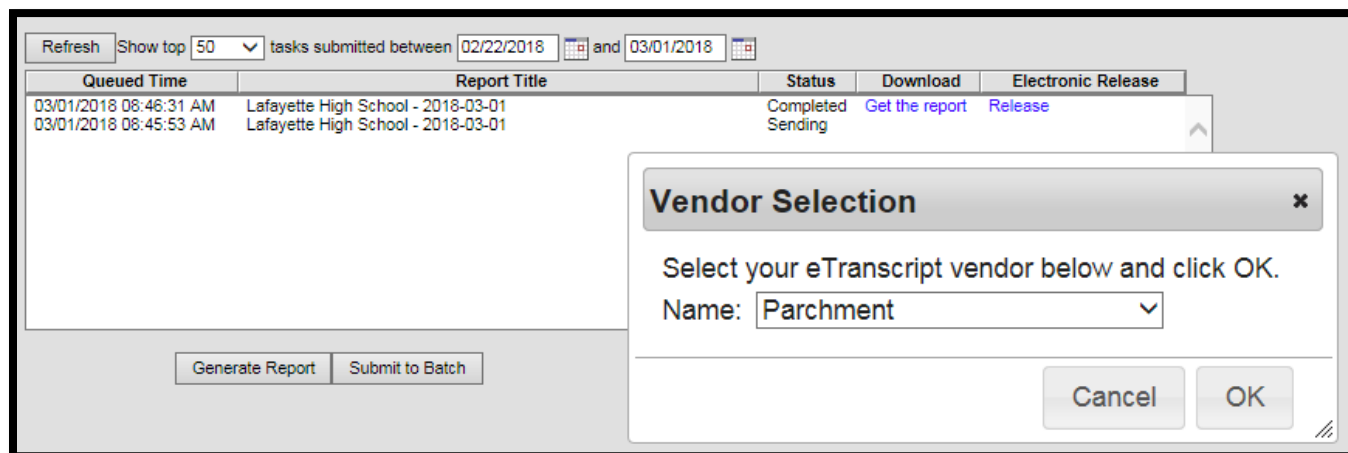 Refresh Show top 50 tasks submitted between 02/22/2018 and 03/01/2018
Queued Time Report Title Status Download Electronic Release
03/01/2018 08:46:31 AM Lafayette High School - 2018-03-01 Completed Get the report Release
03/01/2018 08:45:53 AM Lafayette High School - 2018-03-01 Sending
Vendor Selection
Select your eTranscript vendor below and click OK.
Name: Parchment
Generate Report Submit to Batch
Cancel OK